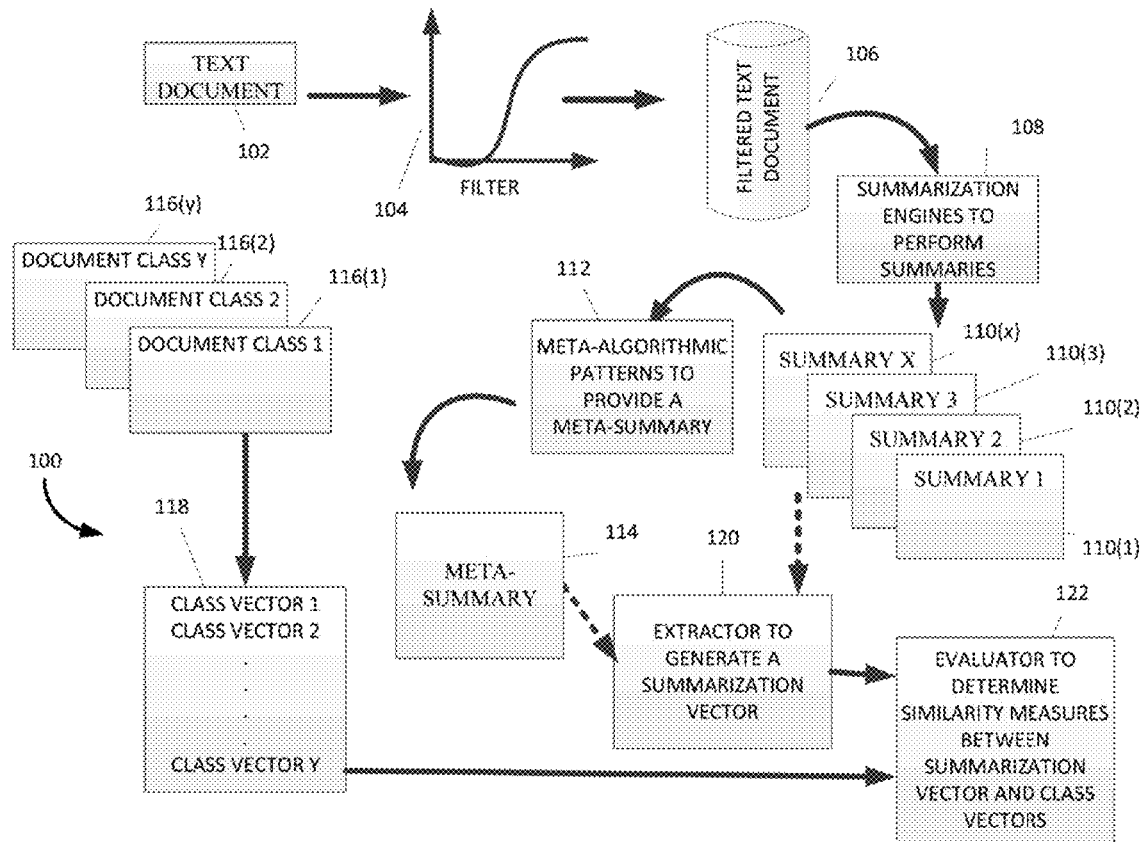 TEXT
DOCUMENT
102
104
FILTER
FILTERED TEXT
DOCUMENT
106
108
SUMMARIZATION
ENGINES TO
PERFORM
SUMMARIES
116(y)
DOCUMENT CLASS Y
116(2)
DOCUMENT CLASS 2
116(1)
DOCUMENT CLASS 1
112
META-ALGORITHMIC
PATTERNS TO
PROVIDE A
META-SUMMARY
110(x)
SUMMARY X
110(3)
SUMMARY 3
110(2)
SUMMARY 2
SUMMARY 1
110(1)
100
118
CLASS VECTOR 1
CLASS VECTOR 2
.
.
.
.
CLASS VECTOR Y
114
META-
SUMMARY
120
EXTRACTOR TO
GENERATE A
SUMMARIZATION
VECTOR
122
EVALUATOR TO
DETERMINE
SIMILARITY MEASURES
BETWEEN
SUMMARIZATION
VECTOR AND CLASS
VECTORS